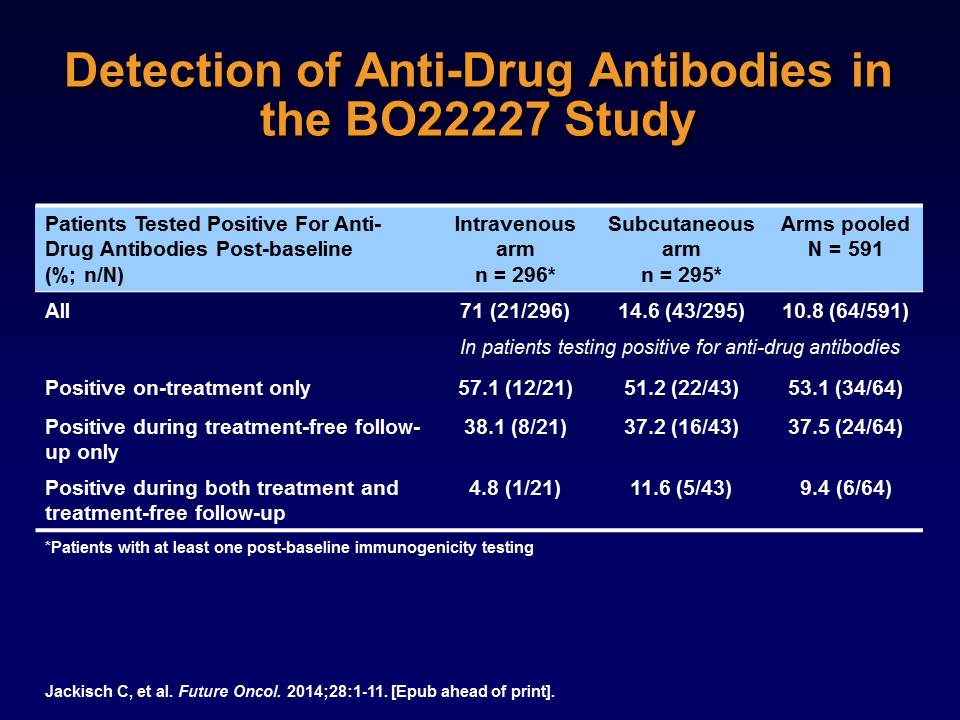 Detection of Anti-Drug Antibodies in
the BO22227 Study
Patients Tested Positive For Anti-
Drug Antibodies Post-baseline
(%; n/N)
Intravenous
arm
n = 296*
Subcutaneous
arm
n = 295*
Arms pooled
N = 591
All 71 (21/296) 14.6 (43/295) 10.8 (64/591)
In patients testing positive for anti-drug antibodies
Positive on-treatment only 57.1 (12/21) 51.2 (22/43) 53.1 (34/64)
Positive during treatment-free follow-
up only
38.1 (8/21) 37.2 (16/43) 37.5 (24/64)
Positive during both treatment and
treatment-free follow-up
4.8 (1/21) 11.6 (5/43) 9.4 (6/64)
*Patients with at least one post-baseline immunogenicity testing
Jackisch C, et al. Future Oncol. 2014;28:1-11. [Epub ahead of print].